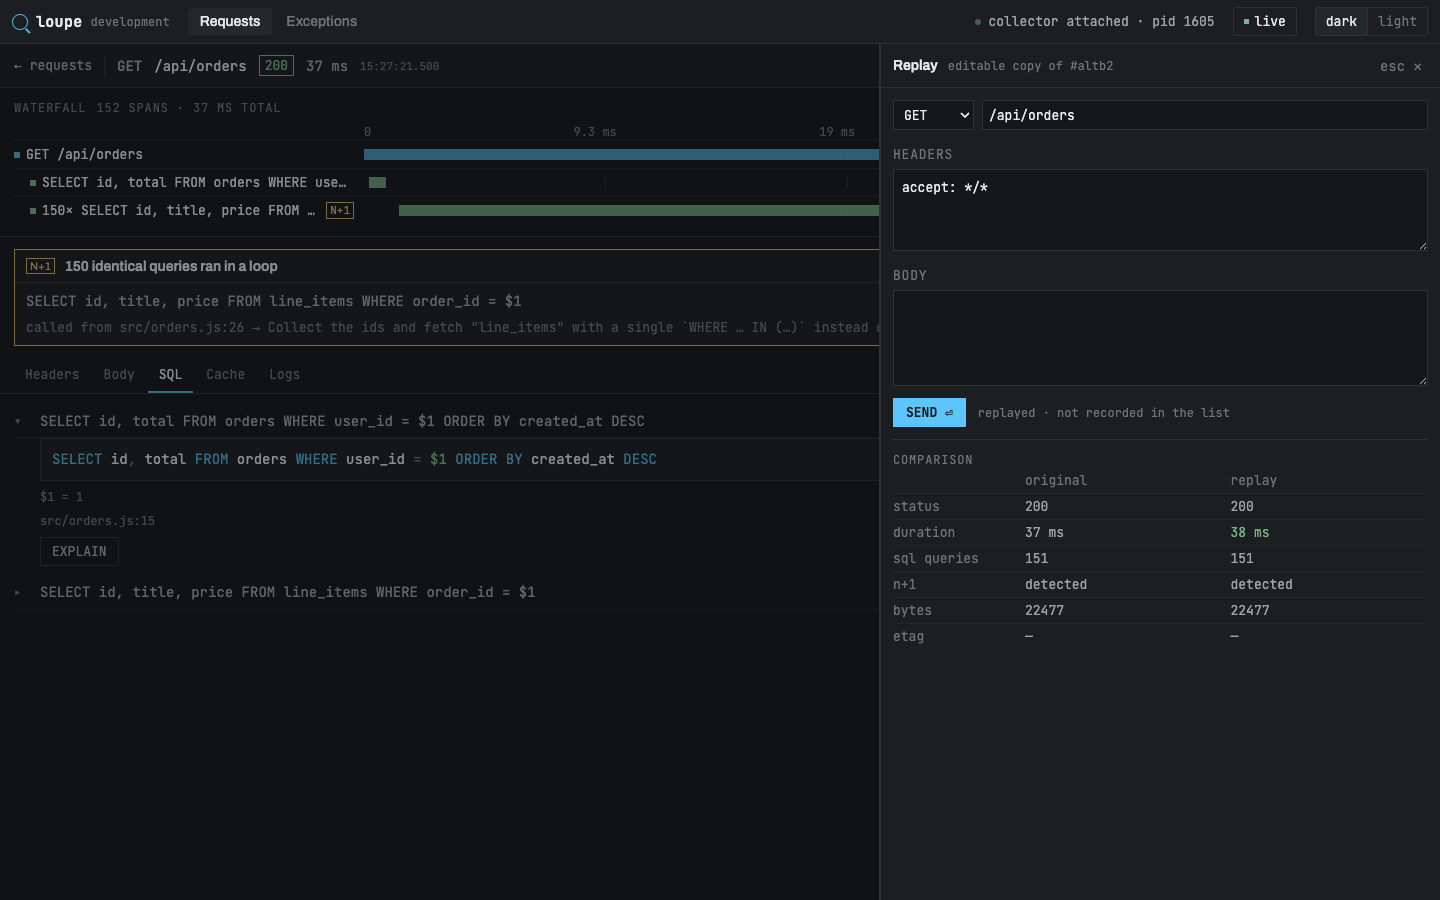 loupe development Requests Exceptions collector attached · pid 1605 live dark light
← requests GET /api/orders 200 37 ms 15:27:21.500
WATERFALL 152 SPANS · 37 MS TOTAL
0 9.3 ms 19 ms
GET /api/orders
SELECT id, total FROM orders WHERE use…
150× SELECT id, title, price FROM … N+1
N+1 150 identical queries ran in a loop
SELECT id, title, price FROM line_items WHERE order_id = $1
called from src/orders.js:26 → Collect the ids and fetch "line_items" with a single `WHERE … IN (…)` instead
Headers Body SQL Cache Logs
▾ SELECT id, total FROM orders WHERE user_id = $1 ORDER BY created_at DESC
SELECT id, total FROM orders WHERE user_id = $1 ORDER BY created_at DESC
$1 = 1
src/orders.js:15
EXPLAIN
▸ SELECT id, title, price FROM line_items WHERE order_id = $1
Replay editable copy of #altb2 esc ×
GET /api/orders
HEADERS
accept: */*
BODY
SEND ⏎ replayed · not recorded in the list
COMPARISON
original replay
status 200 200
duration 37 ms 38 ms
sql queries 151 151
n+1 detected detected
bytes 22477 22477
etag — —